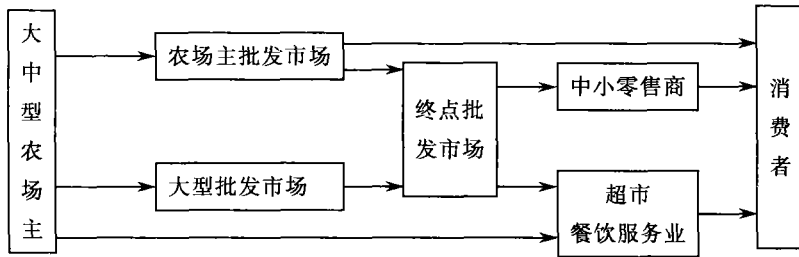 大中型农场主
农场主批发市场
大型批发市场
终点批
发市场
中小零售商
超市
餐饮服务业
消费者